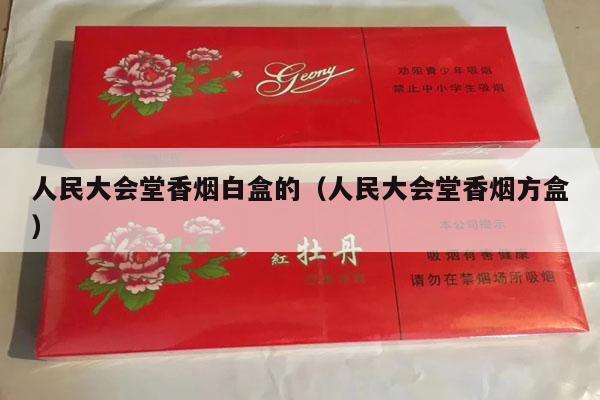 Geony
劝阻青少年吸烟
禁止中小学生吸烟
人民大会堂香烟白盒的（人民大会堂香烟方盒
）
本公司提示
紅 牡丹
吸烟有害健康
请勿在禁烟场所吸烟